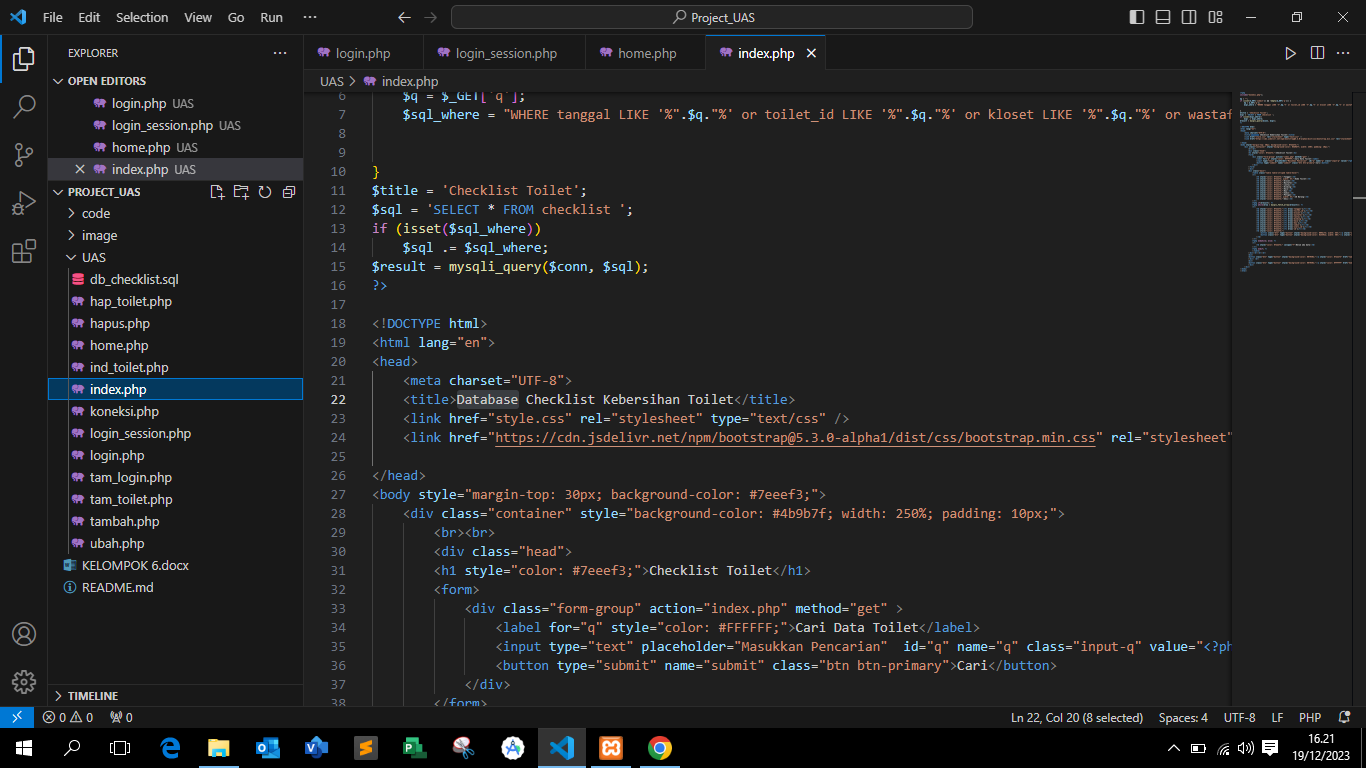 File Edit Selection View Go Run ··· Project_UAS
EXPLORER ···
OPEN EDITORS
login.php UAS
login_session.php UAS
home.php UAS
index.php UAS
PROJECT_UAS
code
image
UAS
db_checklist.sql
hap_toilet.php
hapus.php
home.php
ind_toilet.php
index.php
koneksi.php
login_session.php
login.php
tam_login.php
tam_toilet.php
tambah.php
ubah.php
KELOMPOK 6.docx
README.md
TIMELINE
login.php login_session.php home.php index.php
UAS > index.php
6 $q = $_GET['q'];
7 $sql_where = "WHERE tanggal LIKE '%".$q."%' or toilet_id LIKE '%".$q."%' or kloset LIKE '%".$q."%' or wastaf
8
9
10 }
11 $title = 'Checklist Toilet';
12 $sql = 'SELECT * FROM checklist ';
13 if (isset($sql_where))
14 $sql .= $sql_where;
15 $result = mysqli_query($conn, $sql);
16 ?>
17
18 <!DOCTYPE html>
19 <html lang="en">
20 <head>
21 <meta charset="UTF-8">
22 <title>Database Checklist Kebersihan Toilet</title>
23 <link href="style.css" rel="stylesheet" type="text/css" />
24 <link href="https://cdn.jsdelivr.net/npm/bootstrap@5.3.0-alpha1/dist/css/bootstrap.min.css" rel="stylesheet"
25
26 </head>
27 <body style="margin-top: 30px; background-color: #7eeef3;">
28 <div class="container" style="background-color: #4b9b7f; width: 250%; padding: 10px;">
29 <br><br>
30 <div class="head">
31 <h1 style="color: #7eeef3;">Checklist Toilet</h1>
32 <form>
33 <div class="form-group" action="index.php" method="get" >
34 <label for="q" style="color: #FFFFFF;">Cari Data Toilet</label>
35 <input type="text" placeholder="Masukkan Pencarian"  id="q" name="q" class="input-q" value="<?ph
36 <button type="submit" name="submit" class="btn btn-primary">Cari</button>
37 </div>
38 </form>
0 0 0 Ln 22, Col 20 (8 selected) Spaces: 4 UTF-8 LF PHP
16.21
19/12/2023